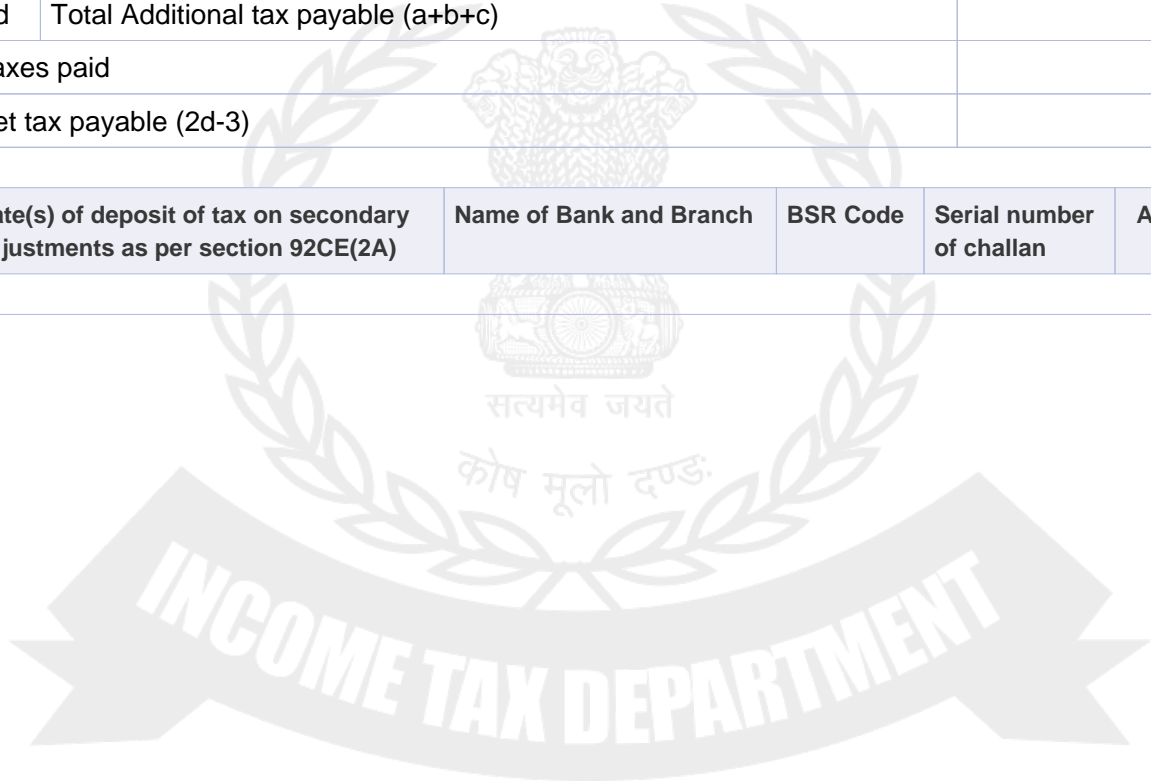 d Total Additional tax payable (a+b+c)
axes paid
et tax payable (2d-3)
ate(s) of deposit of tax on secondary Name of Bank and Branch BSR Code Serial number A
justments as per section 92CE(2A) of challan
सत्यमेव जयते
कोष मूलो दण्डः
INCOME TAX DEPARTMENT